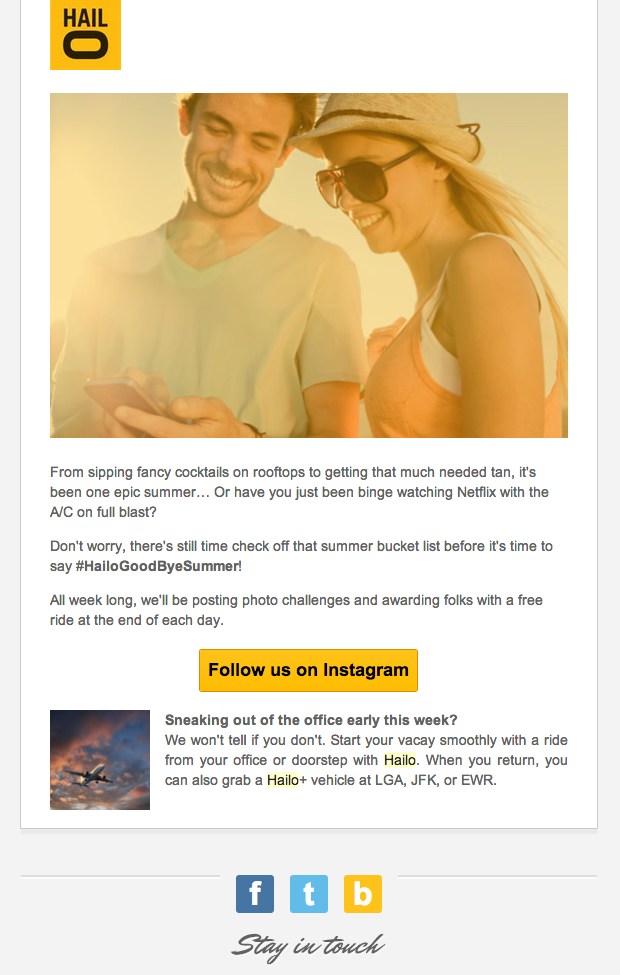 HAIL
O
From sipping fancy cocktails on rooftops to getting that much needed tan, it's
been one epic summer… Or have you just been binge watching Netflix with the
A/C on full blast?
Don't worry, there's still time check off that summer bucket list before it's time to
say #HailoGoodByeSummer!
All week long, we'll be posting photo challenges and awarding folks with a free
ride at the end of each day.
Follow us on Instagram
Sneaking out of the office early this week?
We won't tell if you don't. Start your vacay smoothly with a ride
from your office or doorstep with Hailo. When you return, you
can also grab a Hailo+ vehicle at LGA, JFK, or EWR.
f t b
Stay in touch